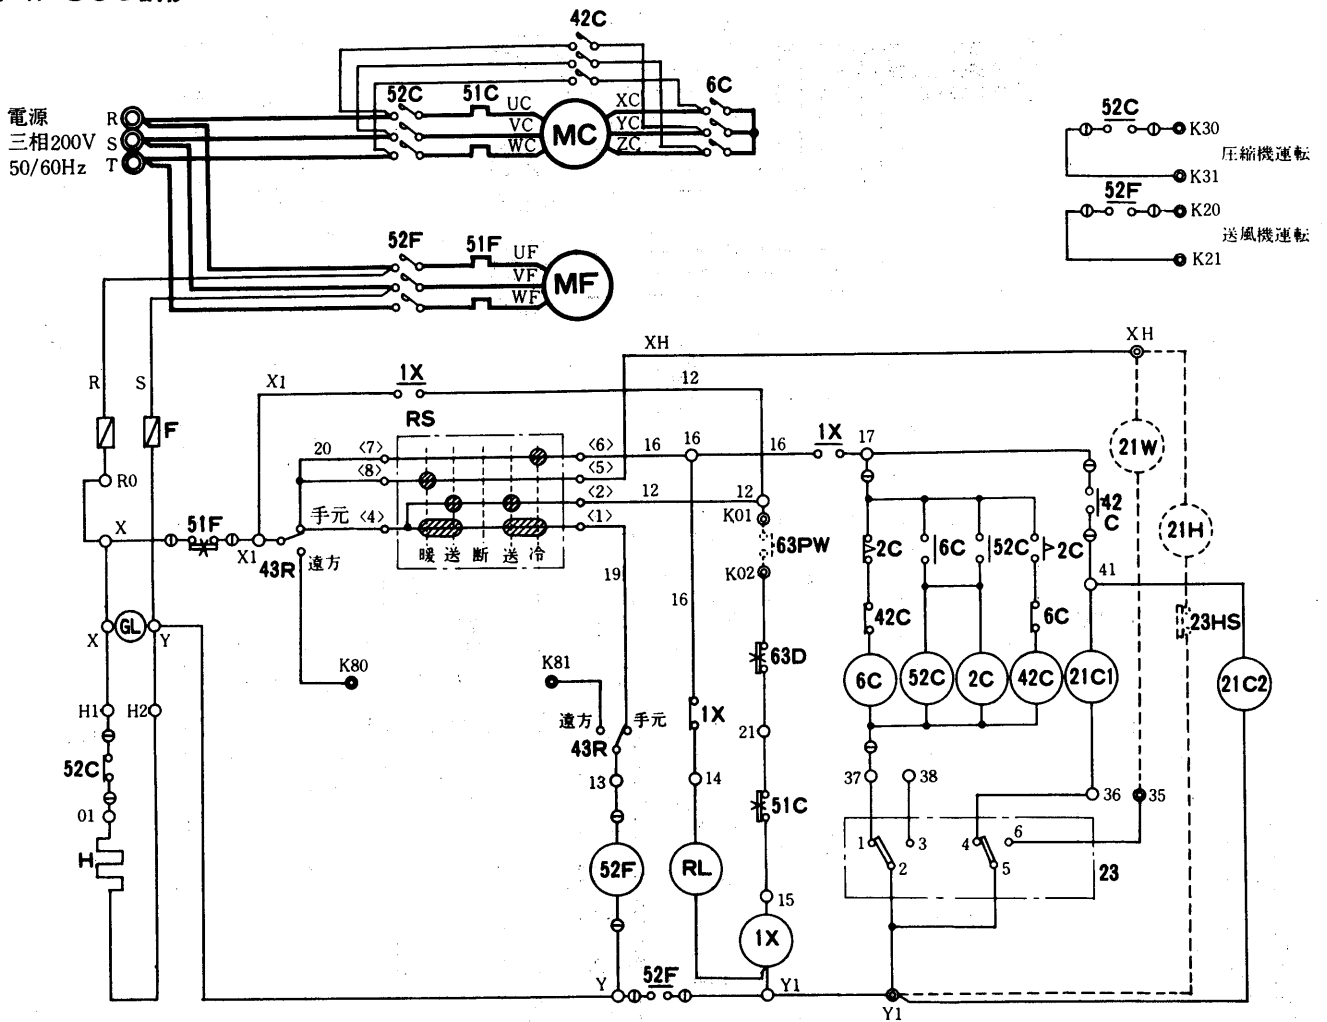 42C
52C
51C
6C
電源
三相200V
50/60Hz
R
S
T
UC
VC
WC
MC
XC
YC
ZC
52C
K30
圧縮機運転
K31
52F
K20
送風機運転
K21
52F
51F
UF
VF
WF
MF
XH
XH
R
S
X1
1X
12
RS
F
20
<7>
<6>
16
16
16
1X
17
21W
R0
<8>
<5>
<2>
12
12
42
C
X
51F
X1
手元
<4>
<1>
K01
63PW
2C
6C
52C
2C
21H
暖
送
断
送
冷
43R
遠方
19
K02
41
16
X
GL
Y
42C
6C
23HS
63D
K80
K81
6C
52C
2C
42C
21C1
21C2
H1
H2
遠方
手元
1X
21
43R
52C
13
14
37
38
36
35
O1
51C
H
52F
RL
1
2
3
4
5
6
23
15
1X
Y
52F
Y1
Y1